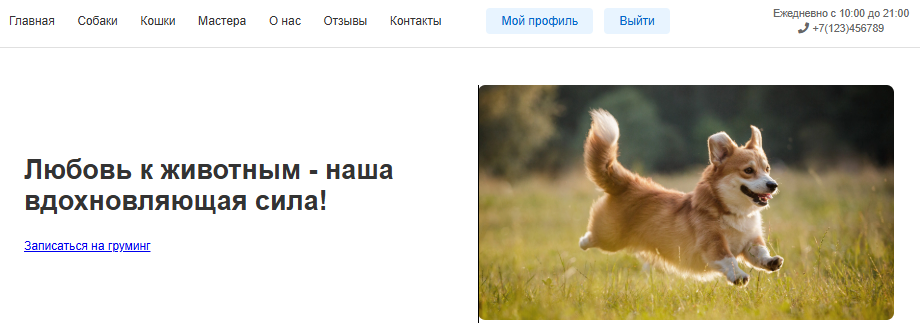 Главная Собаки Кошки Мастера О нас Отзывы Контакты Мой профиль Выйти
Ежедневно с 10:00 до 21:00
+7(123)456789
Любовь к животным - наша
вдохновляющая сила!
Записаться на груминг